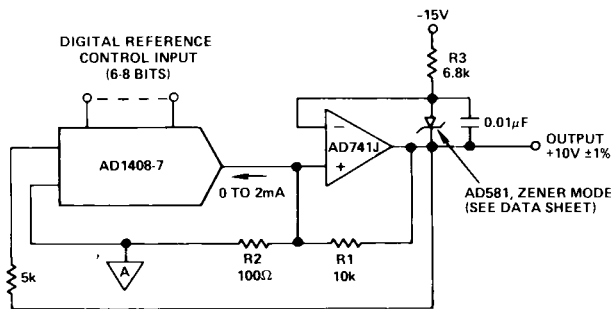 DIGITAL REFERENCE
CONTROL INPUT
(6-8 BITS)
-15V
R3
6.8k
0.01μF
AD741J
−
+
AD1408-7
0 TO 2mA
OUTPUT
+10V ±1%
AD581, ZENER MODE
(SEE DATA SHEET)
A
R2
100Ω
R1
10k
5k